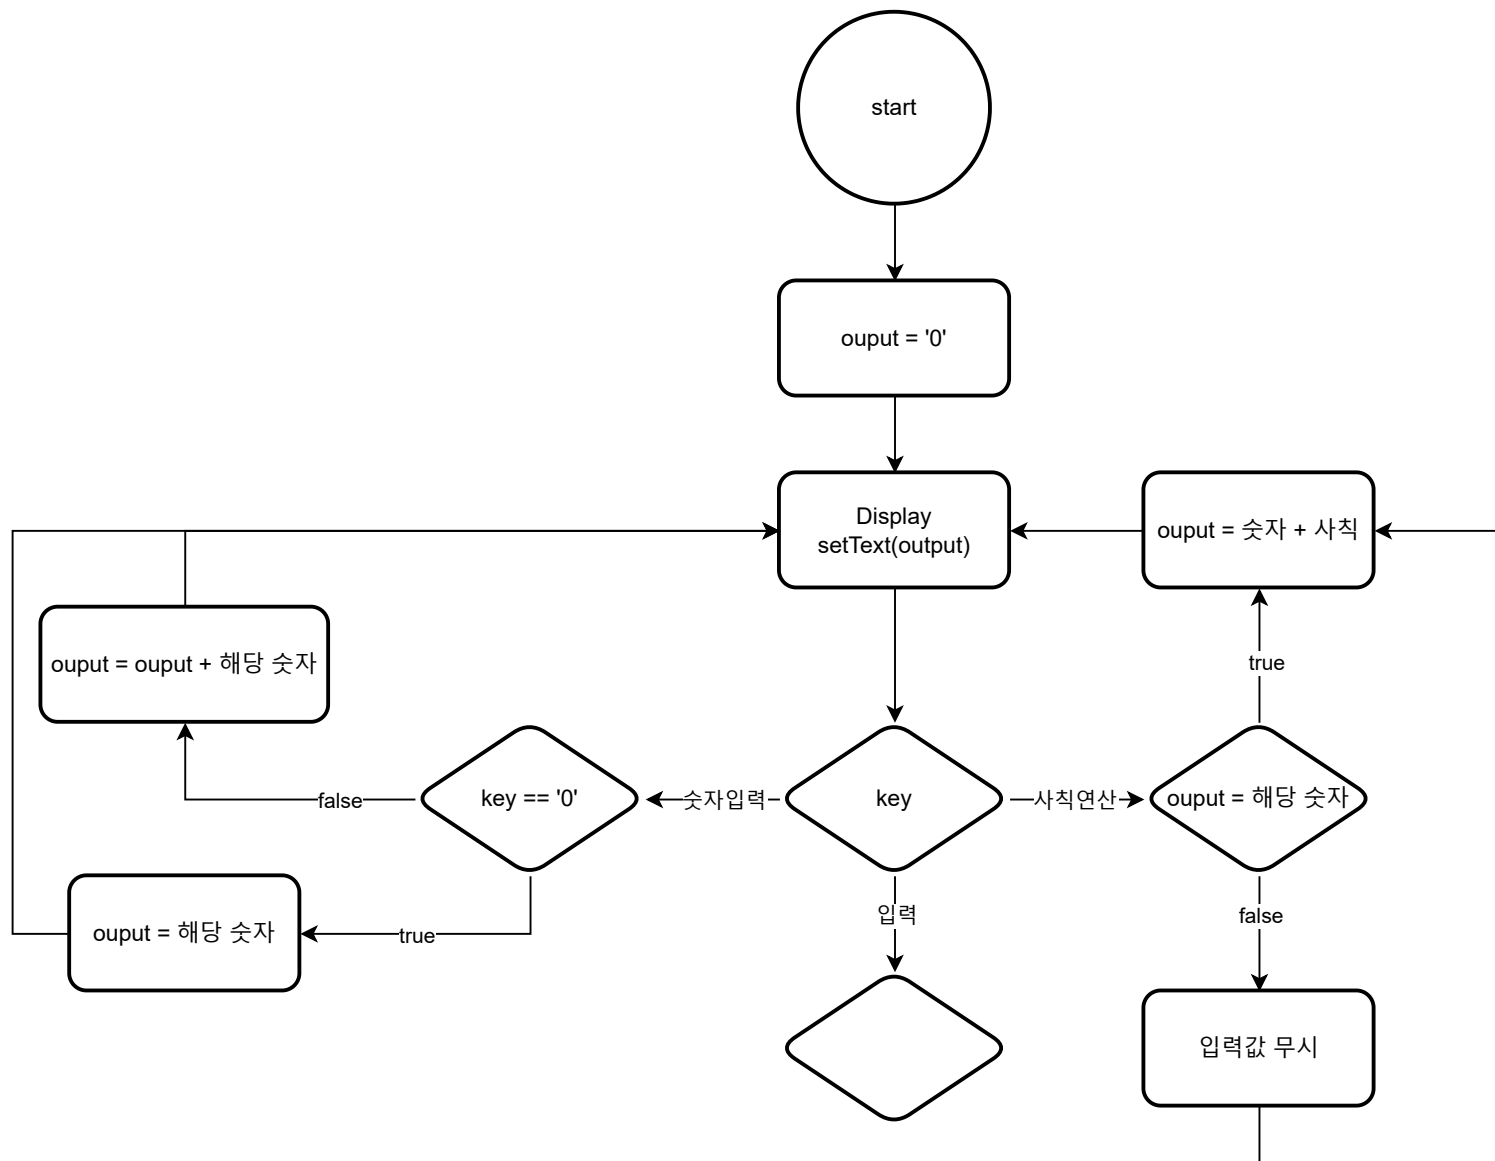 start
ouput = '0'
Display
setText(output)
ouput = 숫자 + 사칙
ouput = ouput + 해당 숫자
true
key == '0'
숫자입력
key
사칙연산
ouput = 해당 숫자
false
ouput = 해당 숫자
true
입력
false
입력값 무시